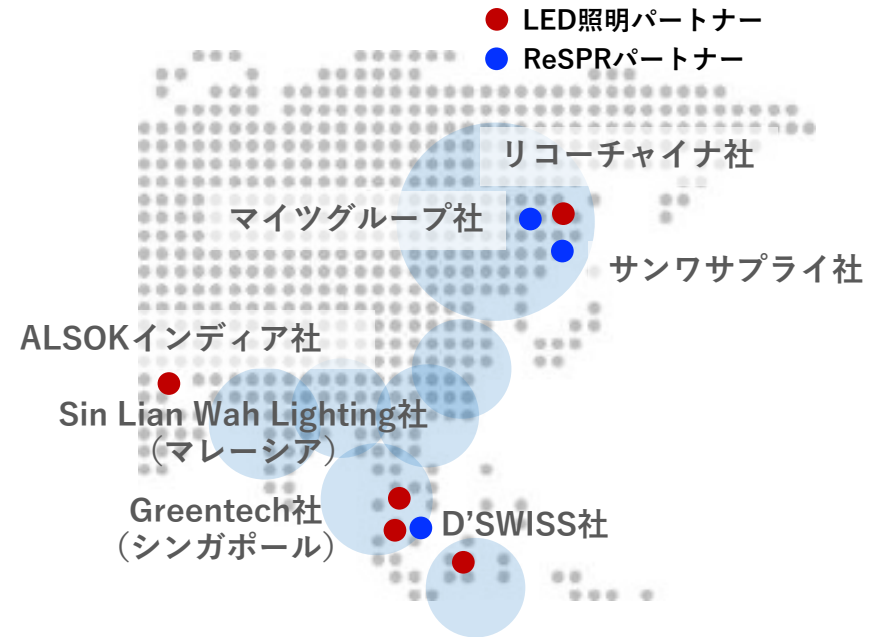 LED照明パートナー
ReSPRパートナー
リコーチャイナ社
マイツグループ社
サンワサプライ社
ALSOKインディア社
Sin Lian Wah Lighting社
（マレーシア）
Greentech社
（シンガポール）
D’SWISS社